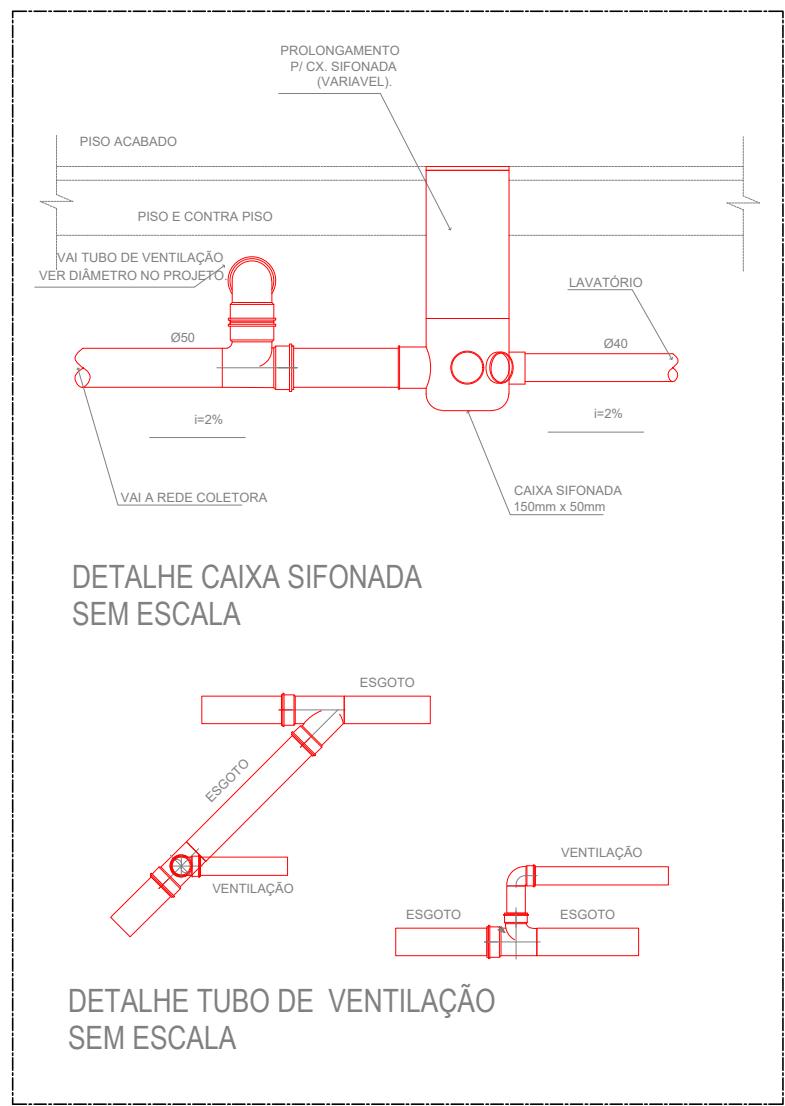 PROLONGAMENTO
P/ CX. SIFONADA
(VARIAVEL).
PISO ACABADO
PISO E CONTRA PISO
VAI TUBO DE VENTILAÇÃO
VER DIÂMETRO NO PROJETO.
LAVATÓRIO
Ø50
Ø40
i=2%
i=2%
VAI A REDE COLETORA
CAIXA SIFONADA
150mm x 50mm
DETALHE CAIXA SIFONADA
SEM ESCALA
ESGOTO
ESGOTO
VENTILAÇÃO
VENTILAÇÃO
ESGOTO
ESGOTO
DETALHE TUBO DE VENTILAÇÃO
SEM ESCALA